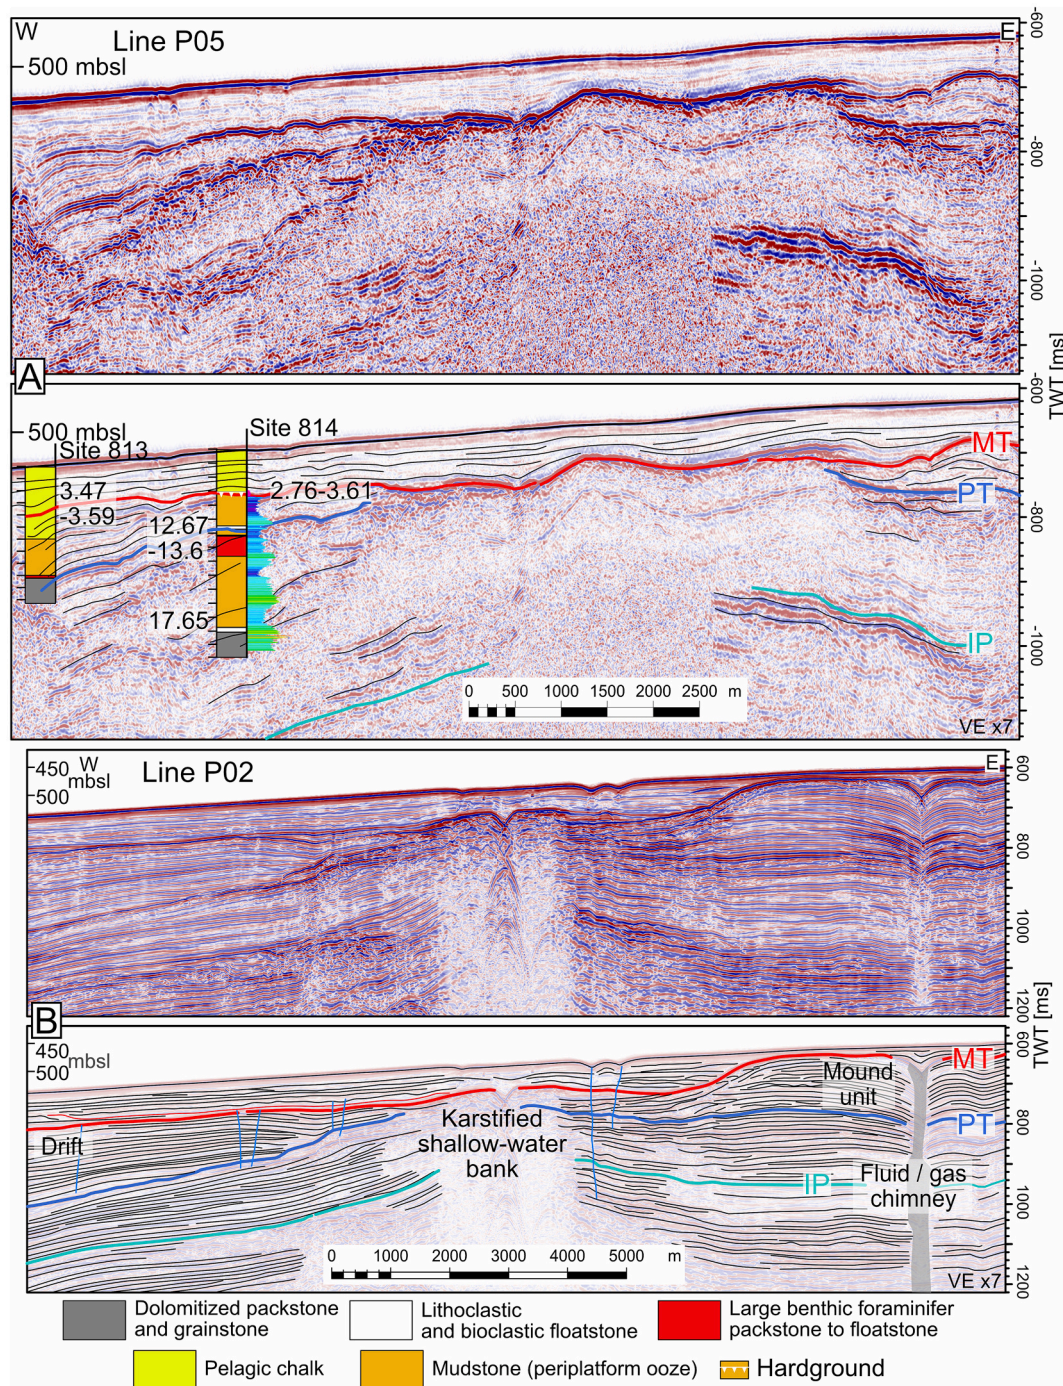 W
Line P05
E
500 mbsl
-600
-800
-10000
TWT [ms]
A
500 mbsl
Site 813
Site 814
3.47
-3.59
2.76-3.61
12.67
-13.6
17.65
MT
PT
IP
-600
-800
-1000
0 500 1000 1500 2000 2500 m
VE x7
450 W
mbsl
500
Line P02
E
600
800
1000
1200
TWT [ms]
B
450
mbsl
500
Drift
Karstified
shallow-water
bank
Mound
unit
Fluid / gas
chimney
MT
PT
IP
600
800
1000
1200
0 1000 2000 3000 4000 5000 m
VE x7
Dolomitized packstone
and grainstone
Lithoclastic
and bioclastic floatstone
Large benthic foraminifer
packstone to floatstone
Pelagic chalk
Mudstone (periplatform ooze)
Hardground